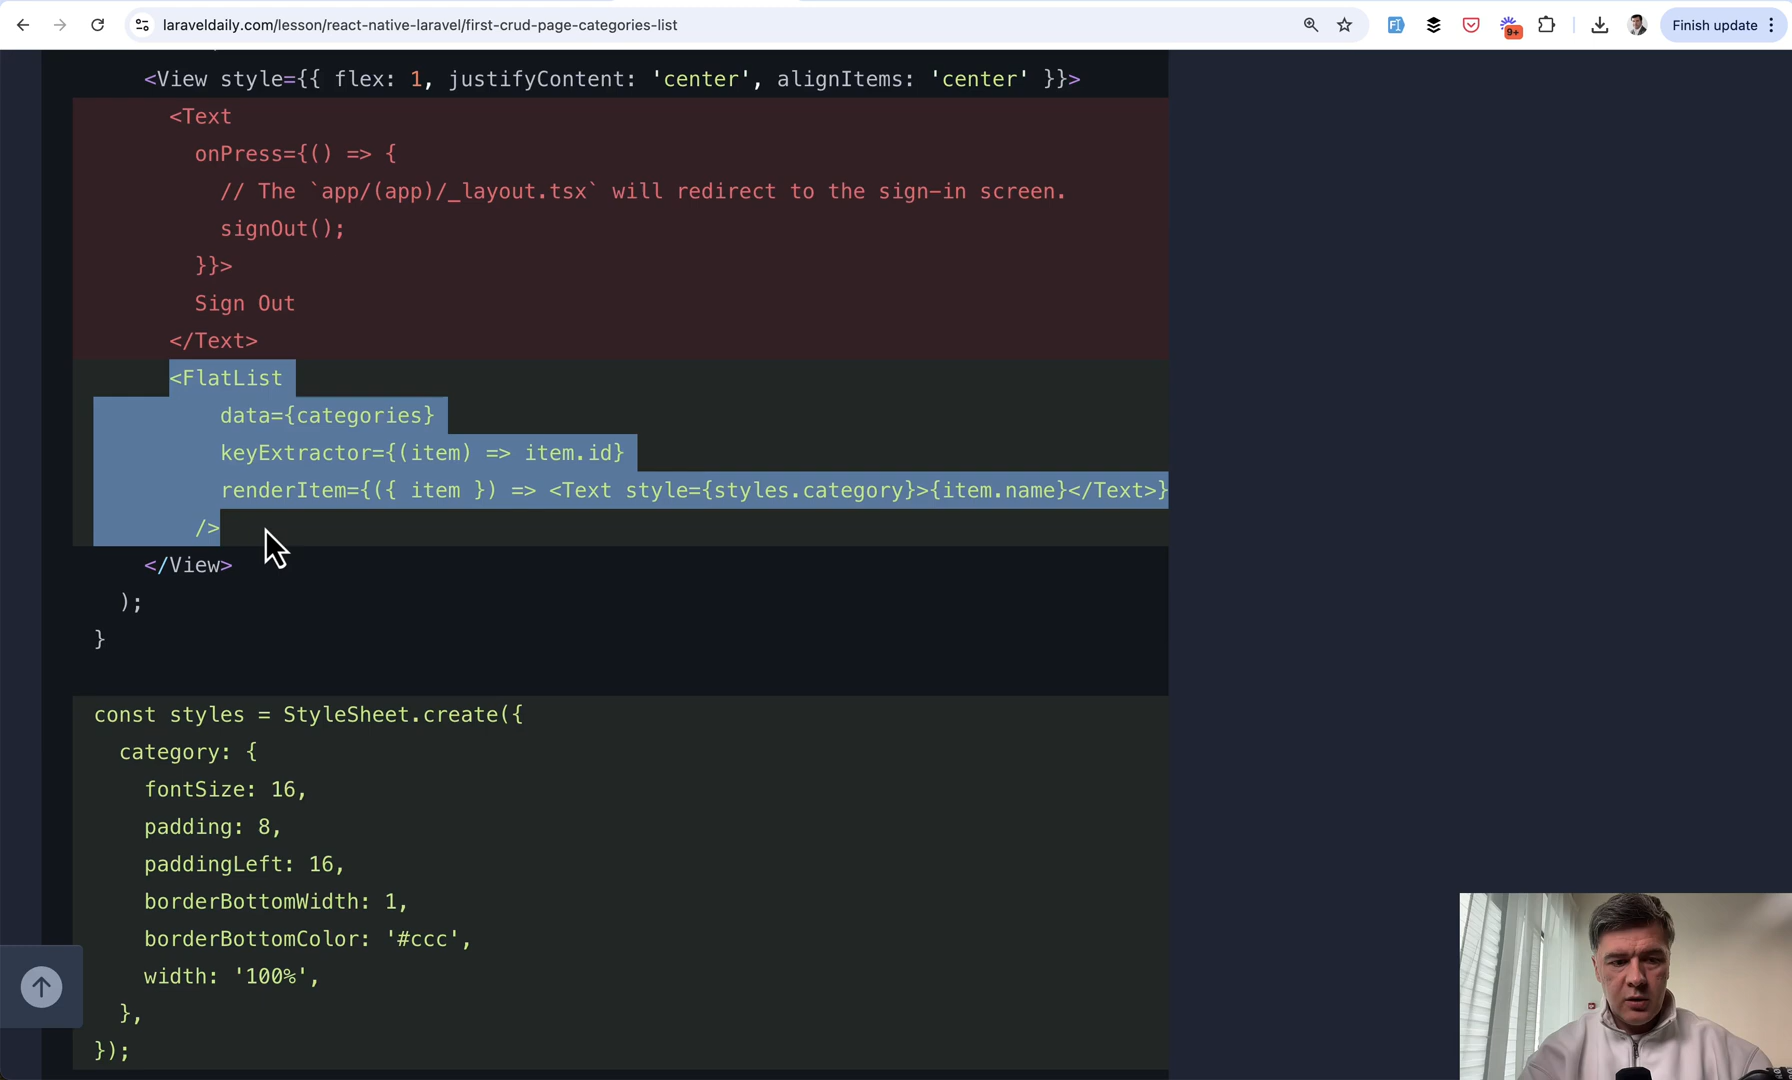 laraveldaily.com/lesson/react-native-laravel/first-crud-page-categories-list
9+
Finish update
<View style={{ flex: 1, justifyContent: 'center', alignItems: 'center' }}>
<Text
onPress={() => {
// The `app/(app)/_layout.tsx` will redirect to the sign-in screen.
signOut();
}}>
Sign Out
</Text>
<FlatList
data={categories}
keyExtractor={(item) => item.id}
renderItem={({ item }) => <Text style={styles.category}>{item.name}</Text>}
/>
</View>
);
}
const styles = StyleSheet.create({
category: {
fontSize: 16,
padding: 8,
paddingLeft: 16,
borderBottomWidth: 1,
borderBottomColor: '#ccc',
width: '100%',
},
});